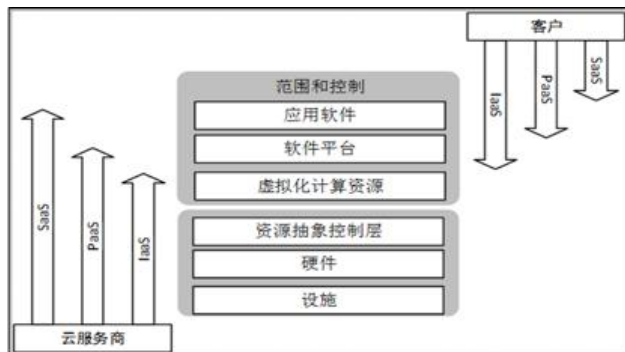 客户
SaaS
PaaS
IaaS
范围和控制
应用软件
软件平台
虚拟化计算资源
资源抽象控制层
硬件
设施
SaaS
PaaS
IaaS
云服务商